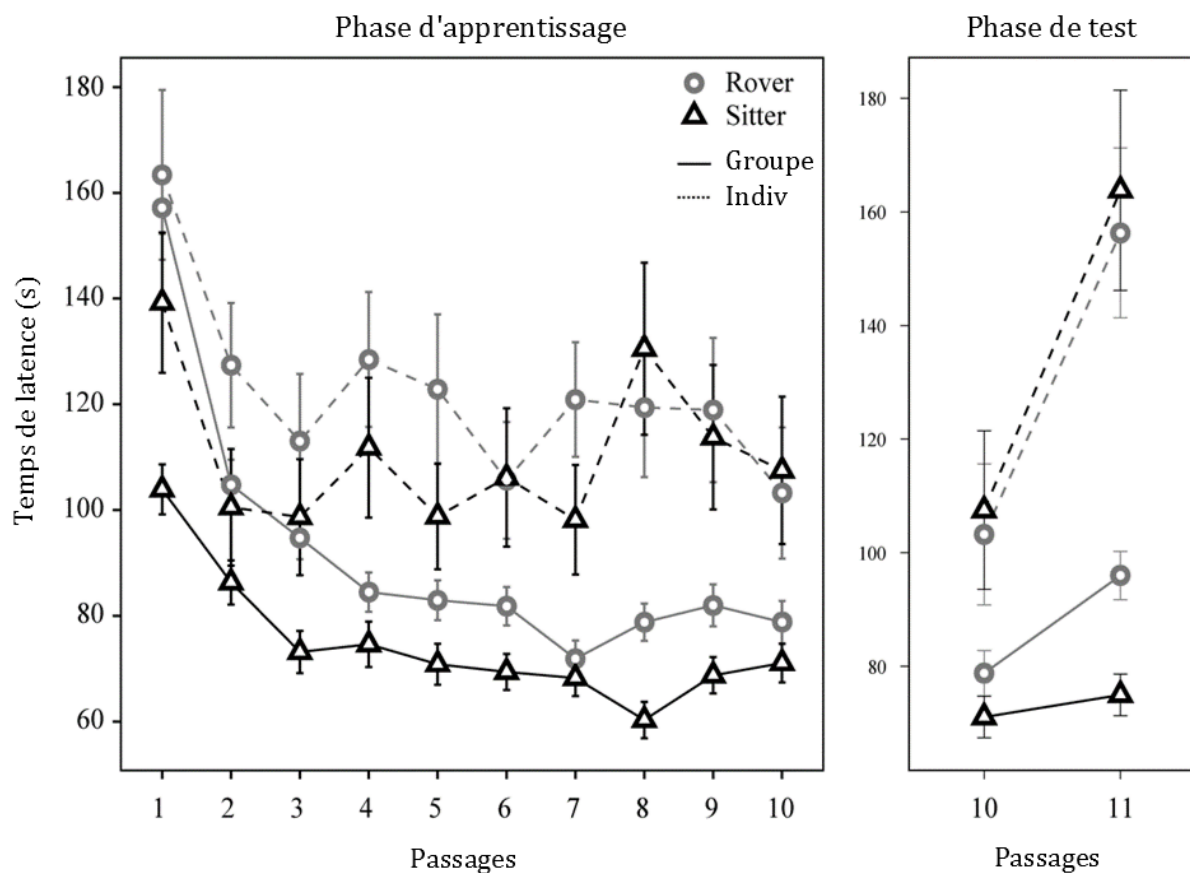 Phase d'apprentissage
Phase de test
Temps de latence (s)
180
160
140
120
100
80
60
Rover
Sitter
Groupe
Indiv
1 2 3 4 5 6 7 8 9 10
Passages
180
160
140
120
100
80
10 11
Passages